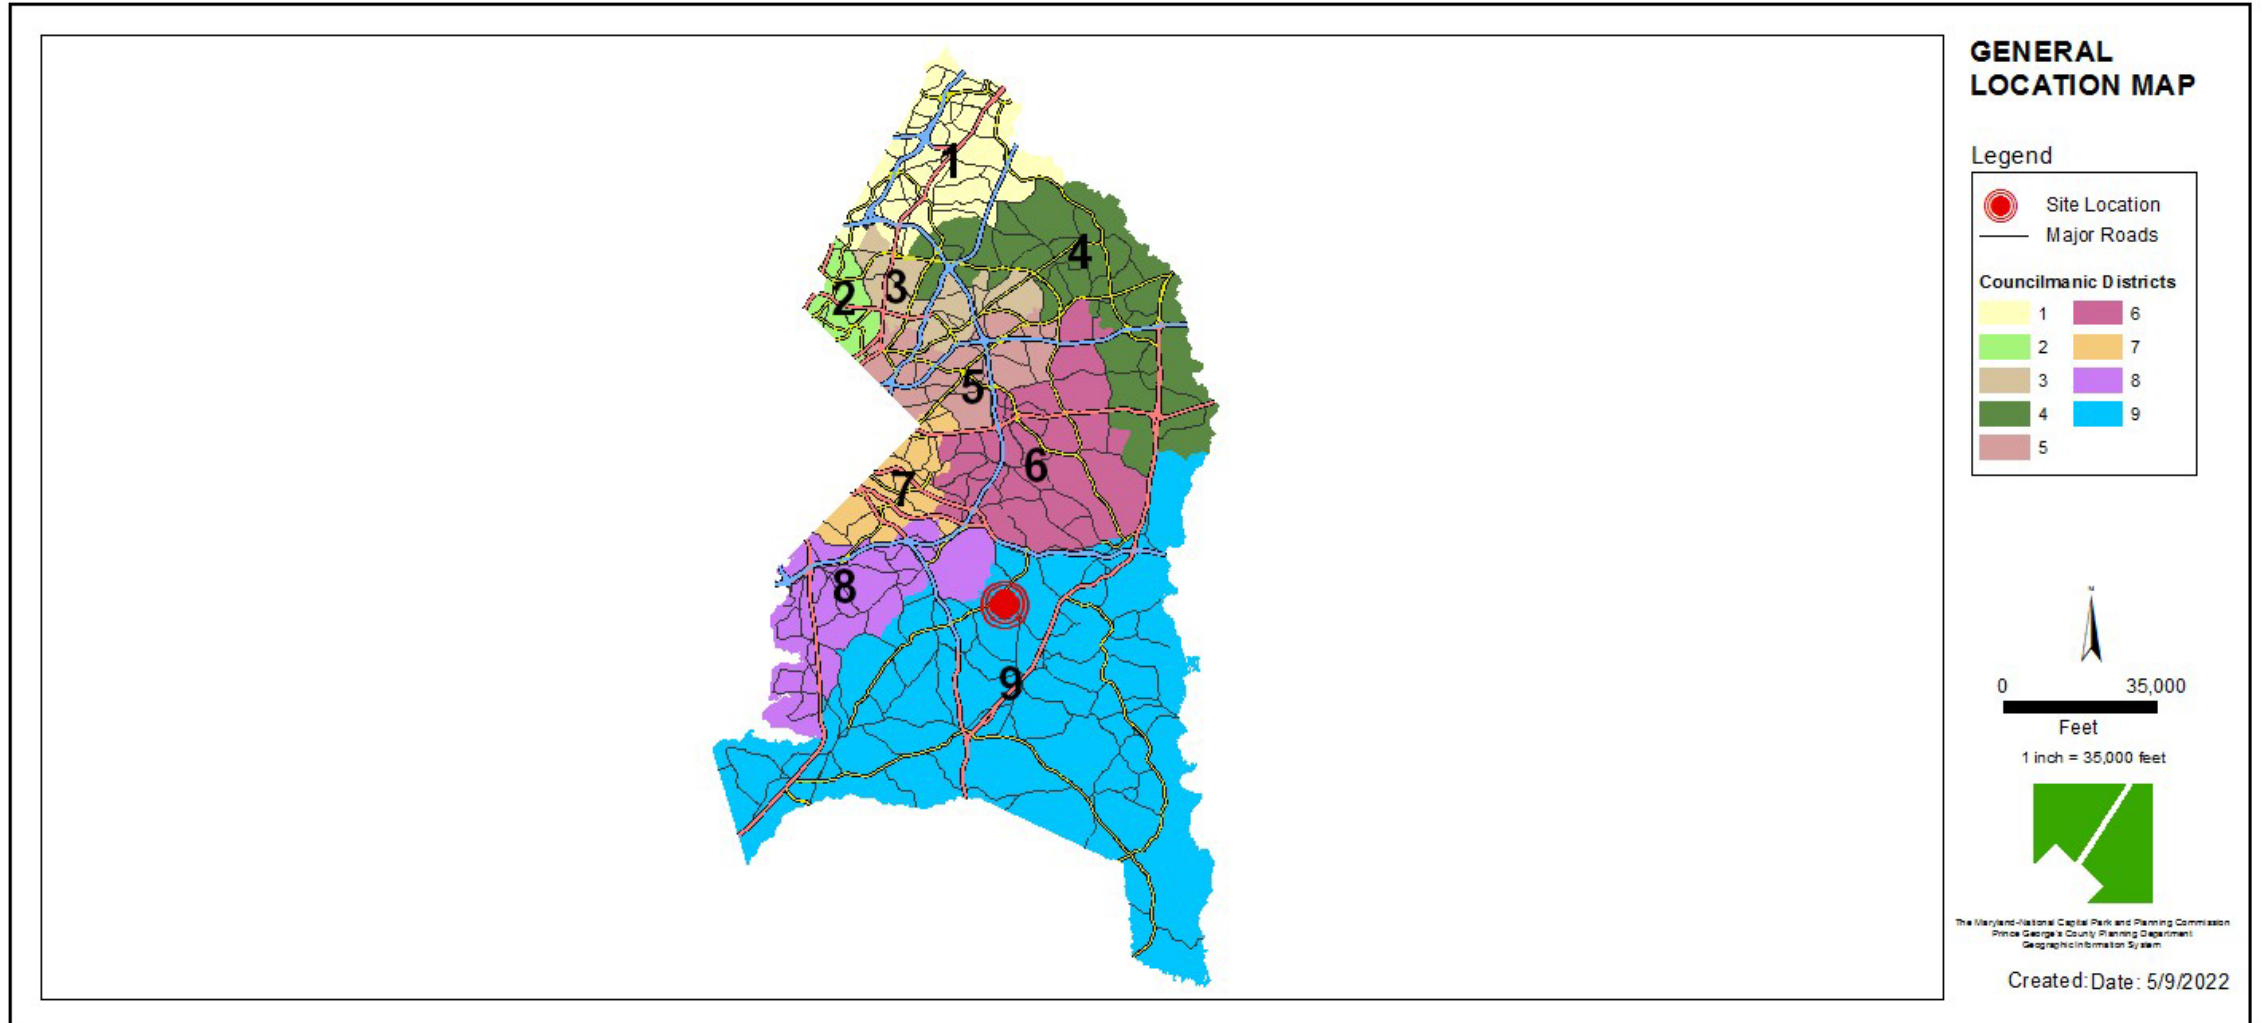 GENERAL
LOCATION MAP
Legend
Site Location
Major Roads
Councilmanic Districts
1 6
2 7
3 8
4 9
5
1
4
3
2
5
6
7
8
9
N
0 35,000
Feet
1 inch = 35,000 feet
The Maryland-National Capital Park and Planning Commission
Prince George's County Planning Department
Geographic Information System
Created: Date: 5/9/2022